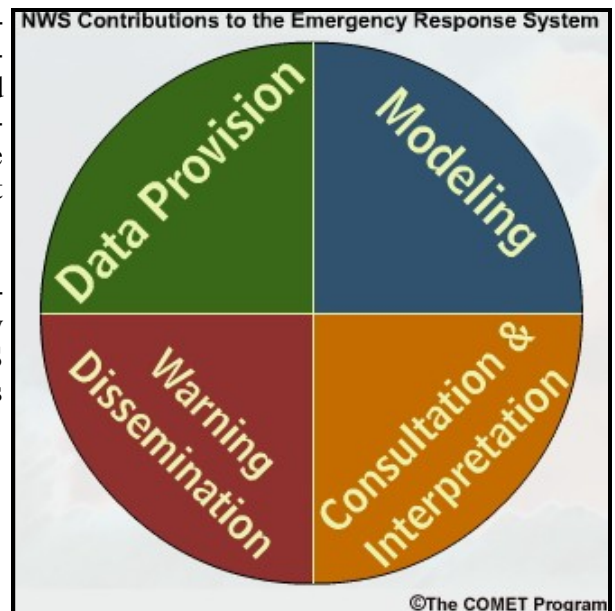 NWS Contributions to the Emergency Response System
Data Provision
Modeling
Warning
Dissemination
Consultation &
Interpretation
©The COMET Program